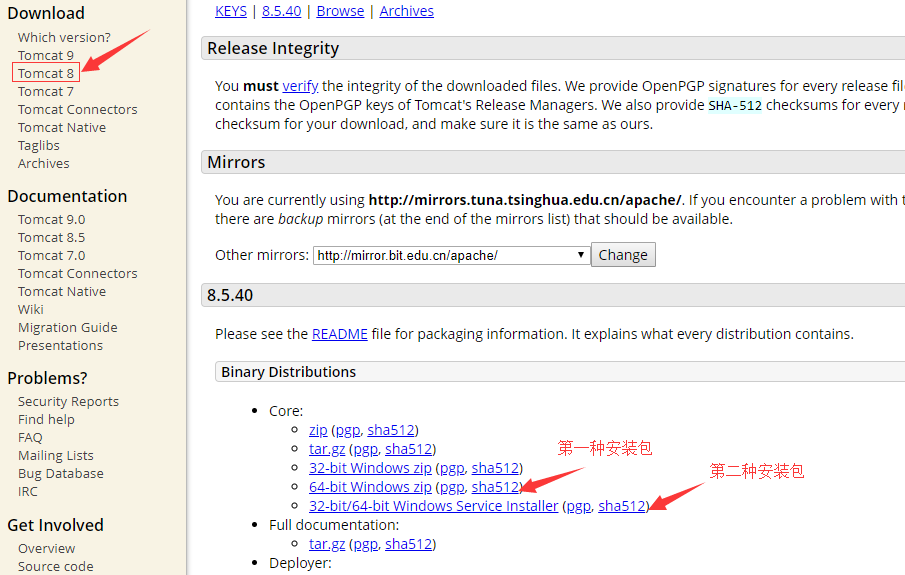 Download
Which version?
Tomcat 9
Tomcat 8
Tomcat 7
Tomcat Connectors
Tomcat Native
Taglibs
Archives
Documentation
Tomcat 9.0
Tomcat 8.5
Tomcat 7.0
Tomcat Connectors
Tomcat Native
Wiki
Migration Guide
Presentations
Problems?
Security Reports
Find help
FAQ
Mailing Lists
Bug Database
IRC
Get Involved
Overview
Source code
KEYS | 8.5.40 | Browse | Archives
Release Integrity
You must verify the integrity of the downloaded files. We provide OpenPGP signatures for every release
contains the OpenPGP keys of Tomcat's Release Managers. We also provide SHA-512 checksums for every
checksum for your download, and make sure it is the same as ours.
Mirrors
You are currently using http://mirrors.tuna.tsinghua.edu.cn/apache/. If you encounter a problem with
there are backup mirrors (at the end of the mirrors list) that should be available.
Other mirrors: http://mirror.bit.edu.cn/apache/ Change
8.5.40
Please see the README file for packaging information. It explains what every distribution contains.
Binary Distributions
Core:
zip (pgp, sha512)
tar.gz (pgp, sha512)
第一种安装包
32-bit Windows zip (pgp, sha512)
第二种安装包
64-bit Windows zip (pgp, sha512)
32-bit/64-bit Windows Service Installer (pgp, sha512)
Full documentation:
tar.gz (pgp, sha512)
Deployer: